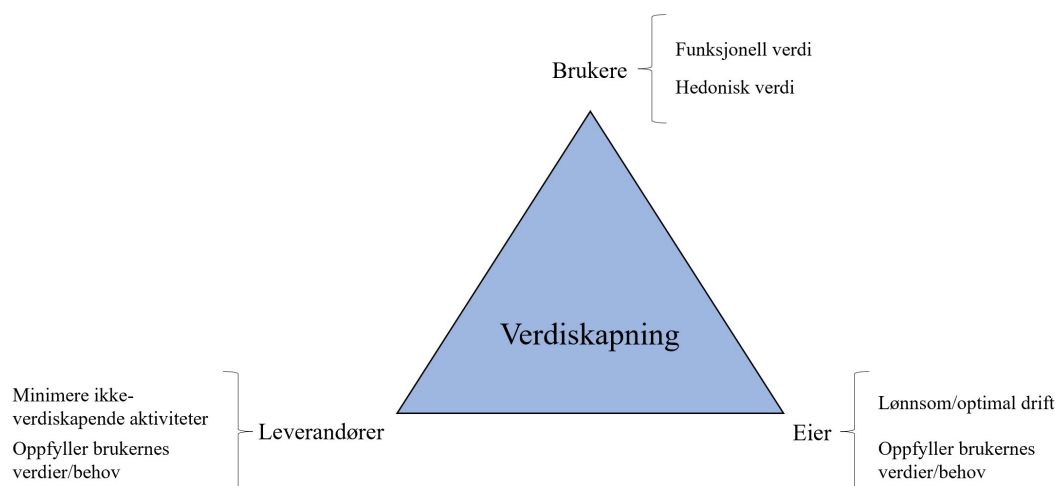 Funksjonell verdi
Brukere
Hedonisk verdi
Verdiskapning
Minimere ikke-
verdiskapende aktiviteter
Leverandører
Oppfyller brukernes
verdier/behov
Lønnsom/optimal drift
Eier
Oppfyller brukernes
verdier/behov